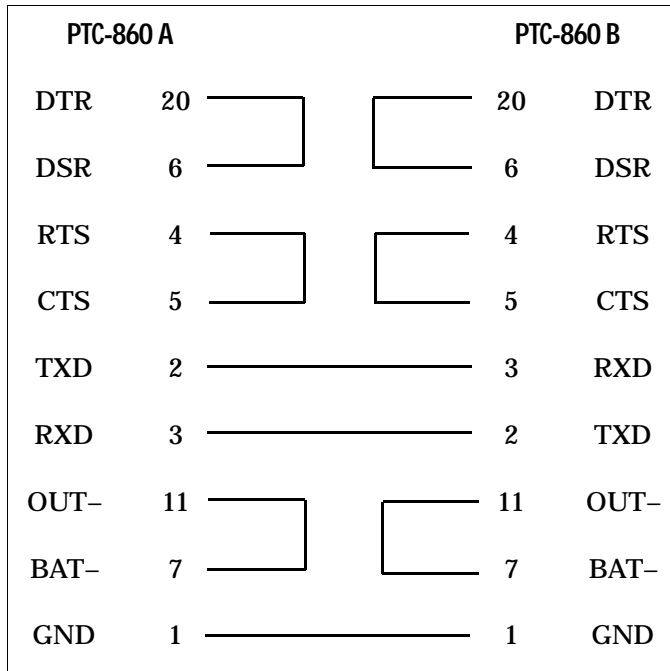 PTC-860 A PTC-860 B
DTR 20 20 DTR
DSR 6 6 DSR
RTS 4 4 RTS
CTS 5 5 CTS
TXD 2 3 RXD
RXD 3 2 TXD
OUT– 11 11 OUT–
BAT– 7 7 BAT–
GND 1 1 GND